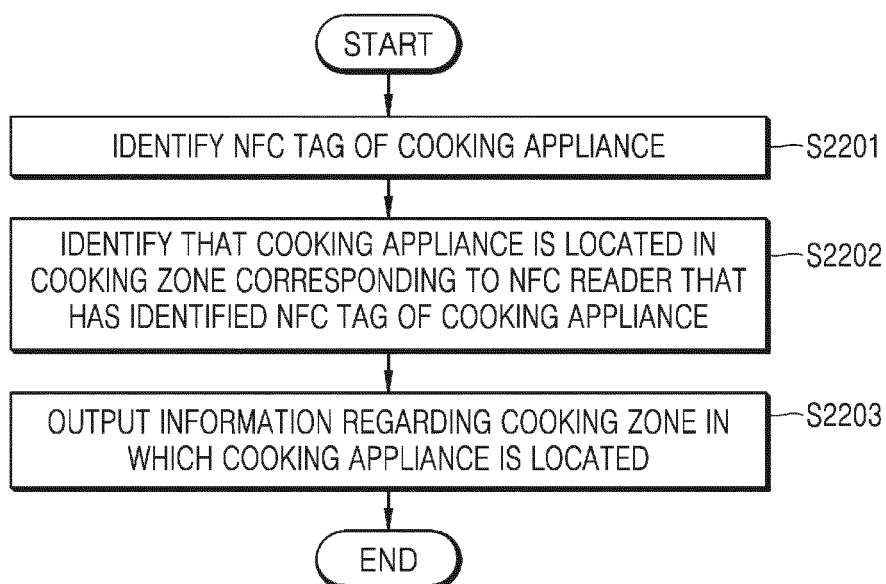 START
IDENTIFY NFC TAG OF COOKING APPLIANCE
S2201
IDENTIFY THAT COOKING APPLIANCE IS LOCATED IN
COOKING ZONE CORRESPONDING TO NFC READER THAT
HAS IDENTIFIED NFC TAG OF COOKING APPLIANCE
S2202
OUTPUT INFORMATION REGARDING COOKING ZONE IN
WHICH COOKING APPLIANCE IS LOCATED
S2203
END